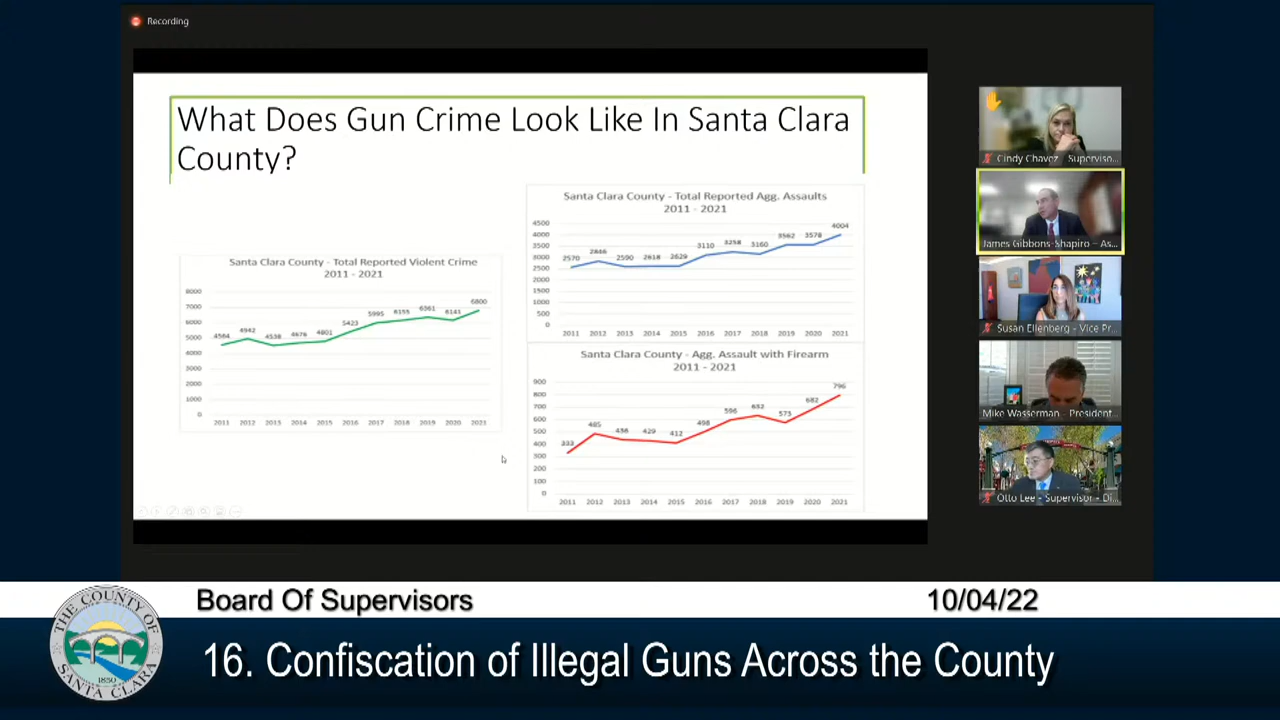 Recording
What Does Gun Crime Look Like In Santa Clara
County?
Santa Clara County - Total Reported Violent Crime
2011 - 2021
8000
7000
6000
5000
4000
3000
2000
1000
0
4564 4942 4538 4676 4801 5423 5995 6155 6361 6141 6800
2011 2012 2013 2014 2015 2016 2017 2018 2019 2020 2021
Santa Clara County - Total Reported Agg. Assaults
2011 - 2021
4500
4000
3500
3000
2500
2000
1500
1000
500
0
2570 2846 2590 2618 2629 3110 3258 3160 3562 3578 4004
2011 2012 2013 2014 2015 2016 2017 2018 2019 2020 2021
Santa Clara County - Agg. Assault with Firearm
2011 - 2021
900
800
700
600
500
400
300
200
100
0
333 485 438 429 412 498 596 632 573 682 796
2011 2012 2013 2014 2015 2016 2017 2018 2019 2020 2021
Cindy Chavez - Superviso...
James Gibbons-Shapiro – As...
Susan Ellenberg - Vice Pr...
Mike Wasserman - President...
Otto Lee - Supervisor - Di...
Board Of Supervisors
10/04/22
THE COUNTY OF
SANTA CLARA
1850
16. Confiscation of Illegal Guns Across the County